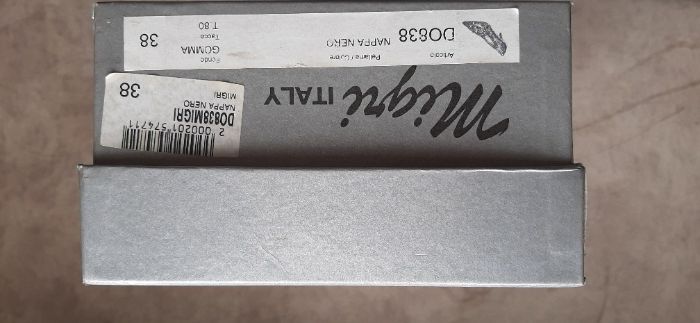 Articolo
DO838
Pellame / Colore
NAPPA NERO
Fondo
GOMMA
Tacco
T.80
38
Migri ITALY
2 000201 574711
DO838MIGRI
NAPPA NERO
MIGRI
38